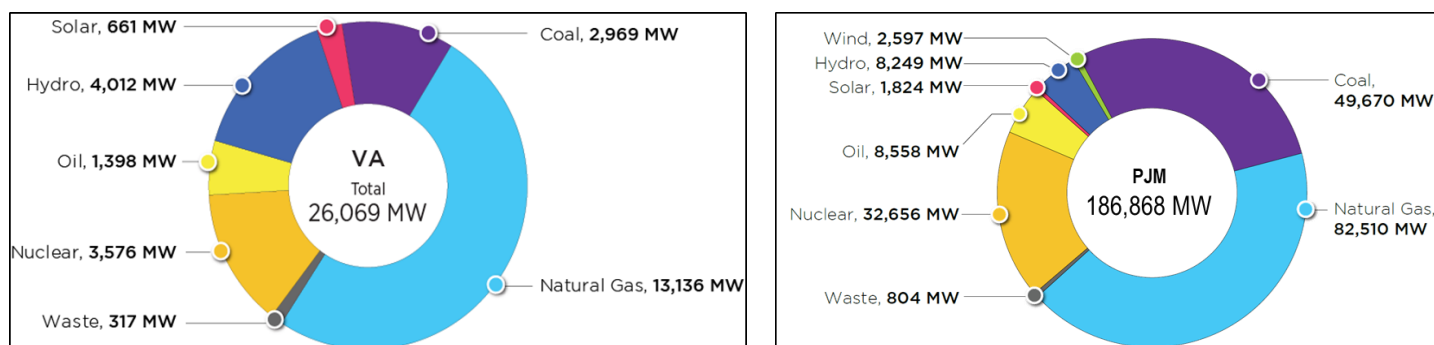 Solar, 661 MW
Coal, 2,969 MW
Hydro, 4,012 MW
Oil, 1,398 MW
VA
Total
26,069 MW
Nuclear, 3,576 MW
Natural Gas, 13,136 MW
Waste, 317 MW
Wind, 2,597 MW
Hydro, 8,249 MW
Solar, 1,824 MW
Coal,
49,670 MW
Oil, 8,558 MW
PJM
186,868 MW
Nuclear, 32,656 MW
Natural Gas,
82,510 MW
Waste, 804 MW